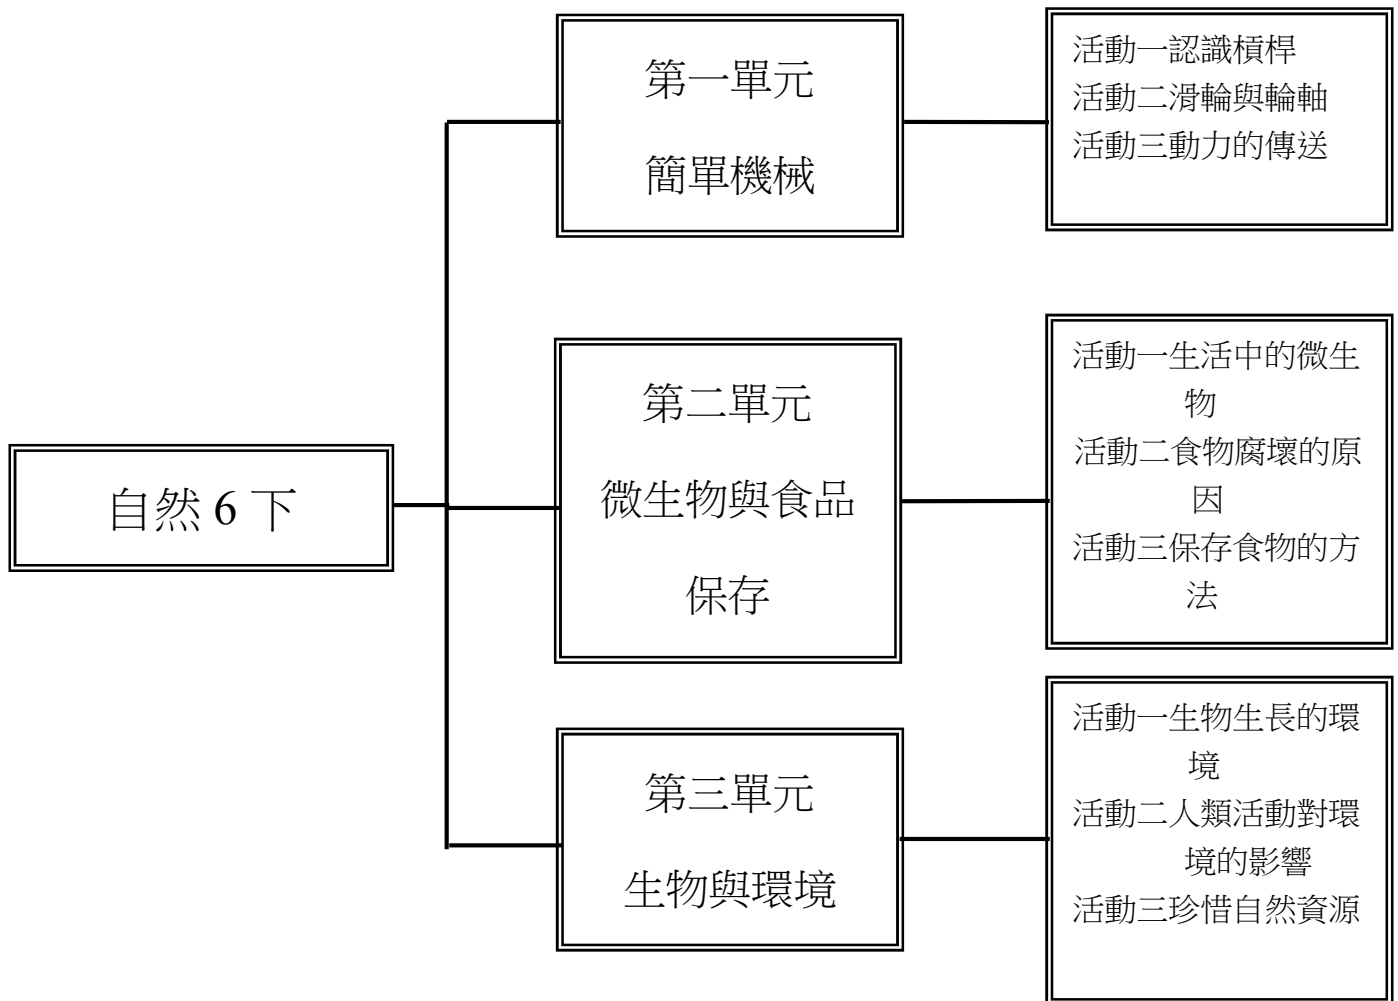 自然 6 下
第一單元
簡單機械
活動一認識槓桿
活動二滑輪與輪軸
活動三動力的傳送
第二單元
微生物與食品
保存
活動一生活中的微生
物
活動二食物腐壞的原
因
活動三保存食物的方
法
第三單元
生物與環境
活動一生物生長的環
境
活動二人類活動對環
境的影響
活動三珍惜自然資源